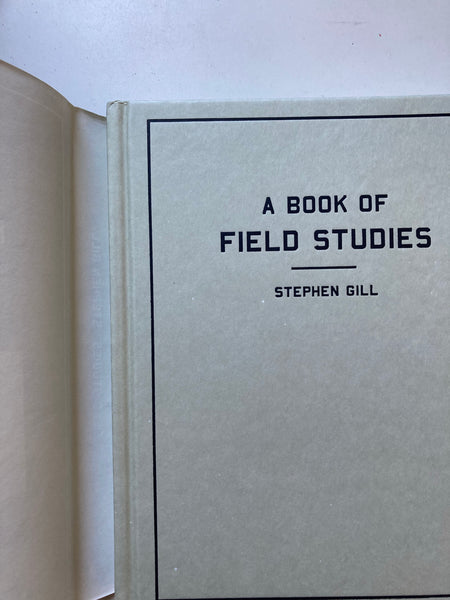 A BOOK OF
FIELD STUDIES
STEPHEN GILL